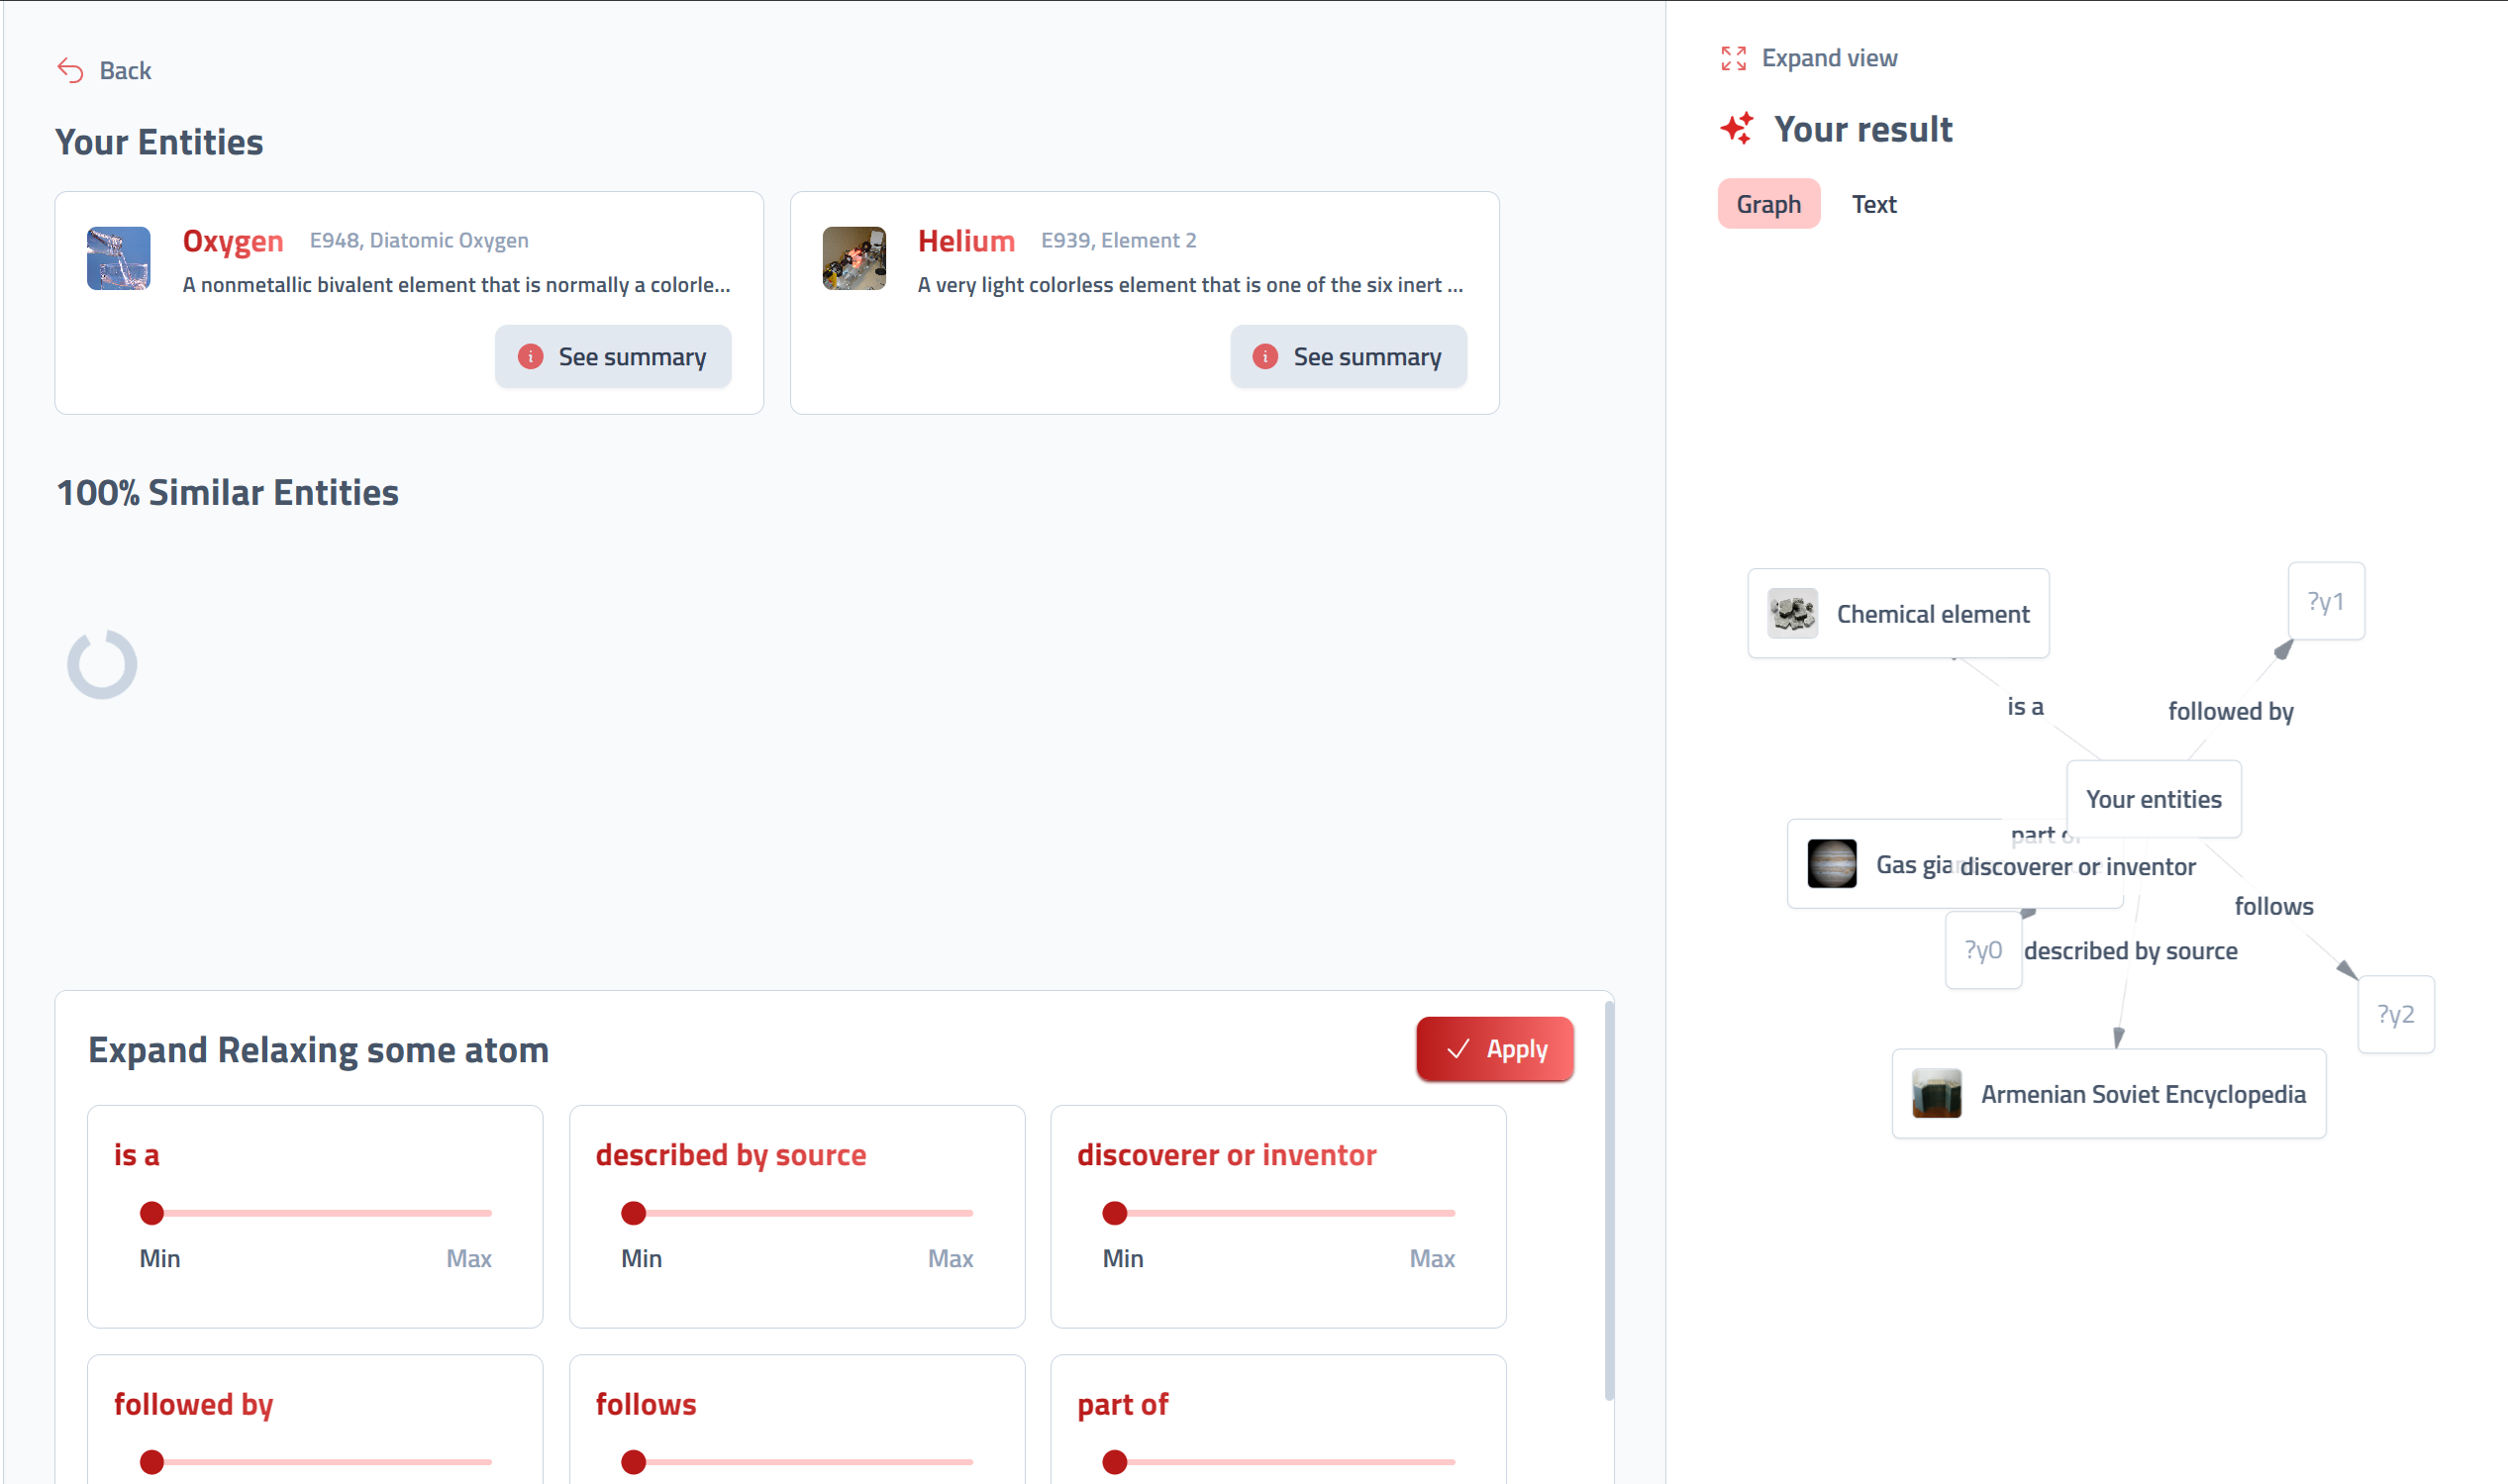 Back
Your Entities
Oxygen E948, Diatomic Oxygen
A nonmetallic bivalent element that is normally a colorle...
See summary
Helium E939, Element 2
A very light colorless element that is one of the six inert ...
See summary
100% Similar Entities
Expand Relaxing some atom
Apply
is a
Min Max
described by source
Min Max
discoverer or inventor
Min Max
followed by
follows
part of
Expand view
Your result
Graph Text
Chemical element
?y1
is a
followed by
Your entities
part
Gas
discoverer or inventor
follows
?y0
described by source
?y2
Armenian Soviet Encyclopedia